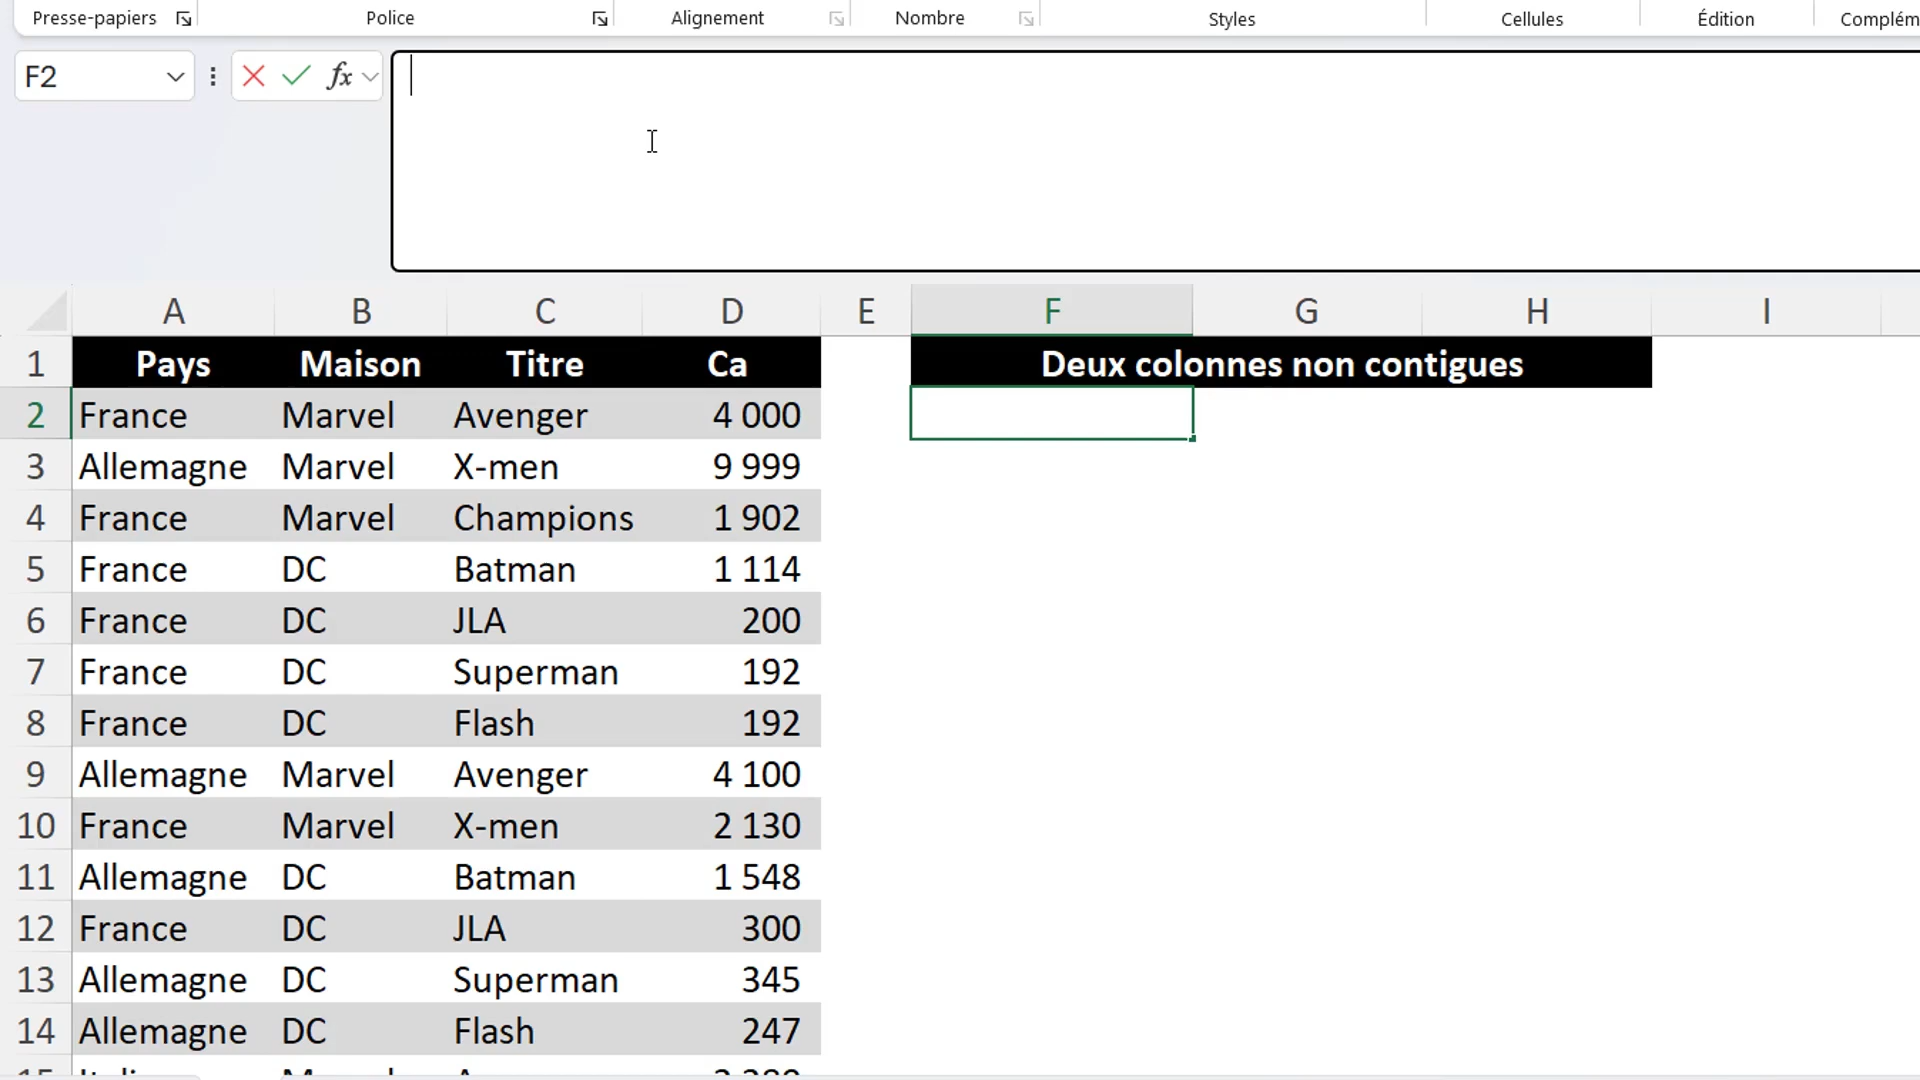 Presse-papiers Police Alignement Nombre Styles Cellules Édition Complém
F2 fx
A B C D E F G H I
1 Pays Maison Titre Ca Deux colonnes non contigues
2 France Marvel Avenger 4 000
3 Allemagne Marvel X-men 9 999
4 France Marvel Champions 1 902
5 France DC Batman 1 114
6 France DC JLA 200
7 France DC Superman 192
8 France DC Flash 192
9 Allemagne Marvel Avenger 4 100
10 France Marvel X-men 2 130
11 Allemagne DC Batman 1 548
12 France DC JLA 300
13 Allemagne DC Superman 345
14 Allemagne DC Flash 247